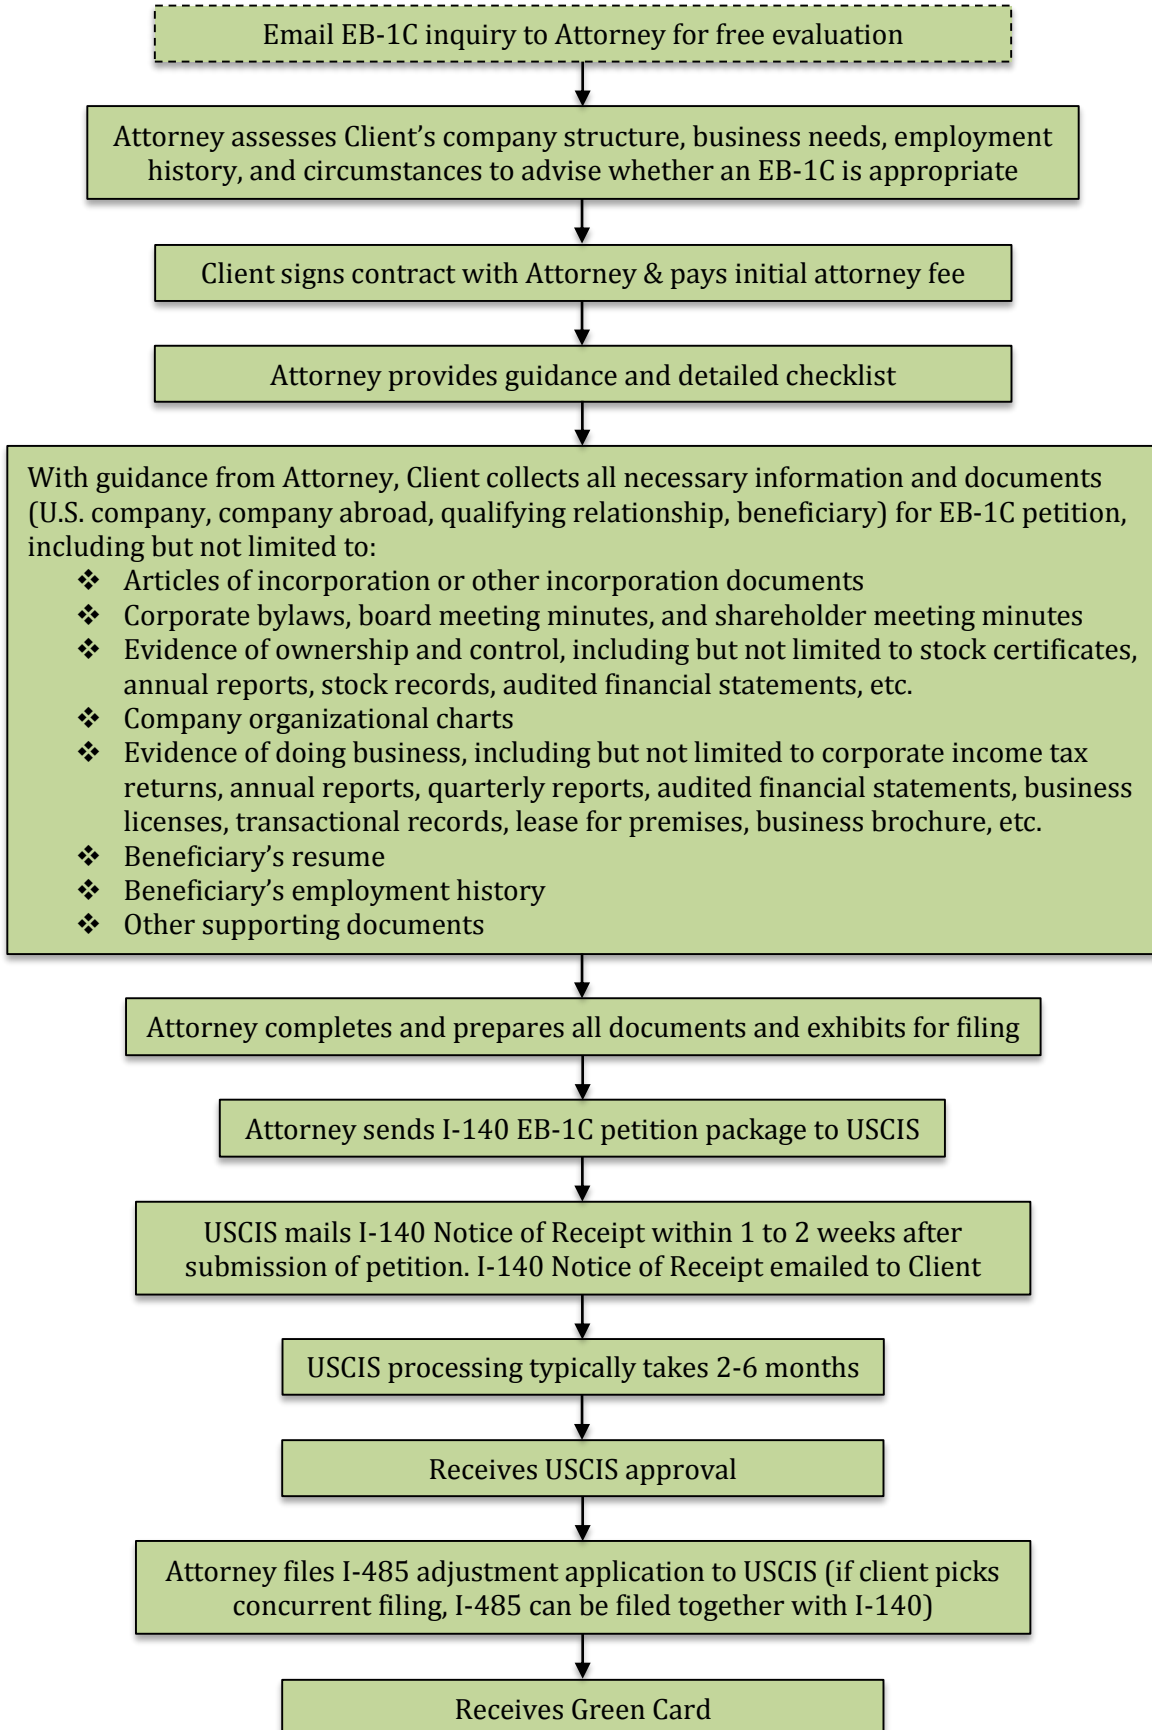 Email EB-1C inquiry to Attorney for free evaluation
Attorney assesses Client’s company structure, business needs, employment
history, and circumstances to advise whether an EB-1C is appropriate
Client signs contract with Attorney & pays initial attorney fee
Attorney provides guidance and detailed checklist
With guidance from Attorney, Client collects all necessary information and documents
(U.S. company, company abroad, qualifying relationship, beneficiary) for EB-1C petition,
including but not limited to:
❖ Articles of incorporation or other incorporation documents
❖ Corporate bylaws, board meeting minutes, and shareholder meeting minutes
❖ Evidence of ownership and control, including but not limited to stock certificates,
annual reports, stock records, audited financial statements, etc.
❖ Company organizational charts
❖ Evidence of doing business, including but not limited to corporate income tax
returns, annual reports, quarterly reports, audited financial statements, business
licenses, transactional records, lease for premises, business brochure, etc.
❖ Beneficiary’s resume
❖ Beneficiary’s employment history
❖ Other supporting documents
Attorney completes and prepares all documents and exhibits for filing
Attorney sends I-140 EB-1C petition package to USCIS
USCIS mails I-140 Notice of Receipt within 1 to 2 weeks after
submission of petition. I-140 Notice of Receipt emailed to Client
USCIS processing typically takes 2-6 months
Receives USCIS approval
Attorney files I-485 adjustment application to USCIS (if client picks
concurrent filing, I-485 can be filed together with I-140)
Receives Green Card